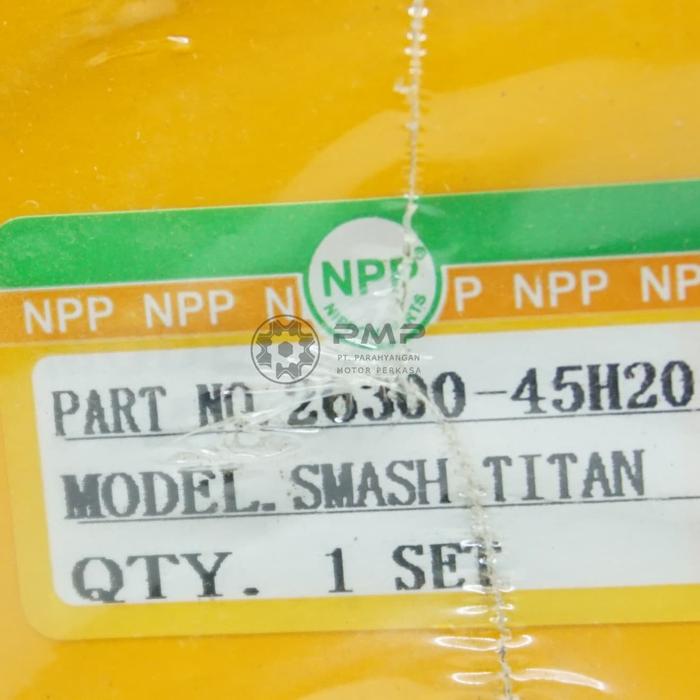 NPP NPP N NPP® P NPP NP
PMP
PT. PARAHYANGAN
MOTOR PERKASA
PART NO. 26300-45H20
MODEL. SMASH TITAN
QTY. 1 SET